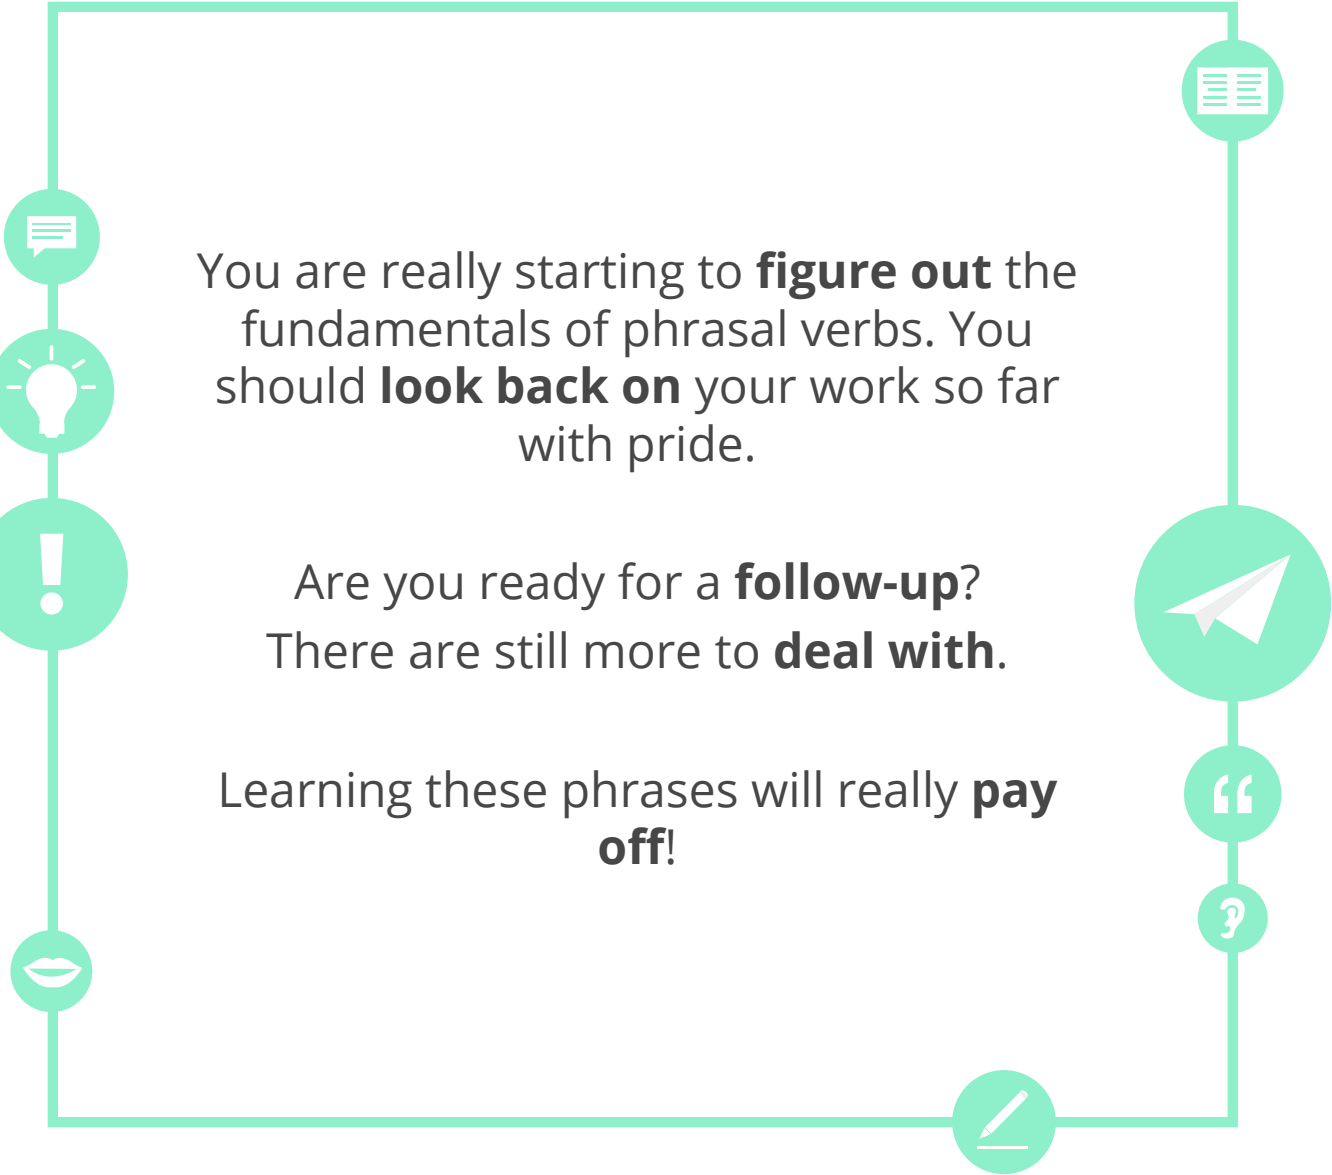 You are really starting to figure out the
fundamentals of phrasal verbs. You
should look back on your work so far
with pride.
Are you ready for a follow-up?
There are still more to deal with.
Learning these phrases will really pay
off!